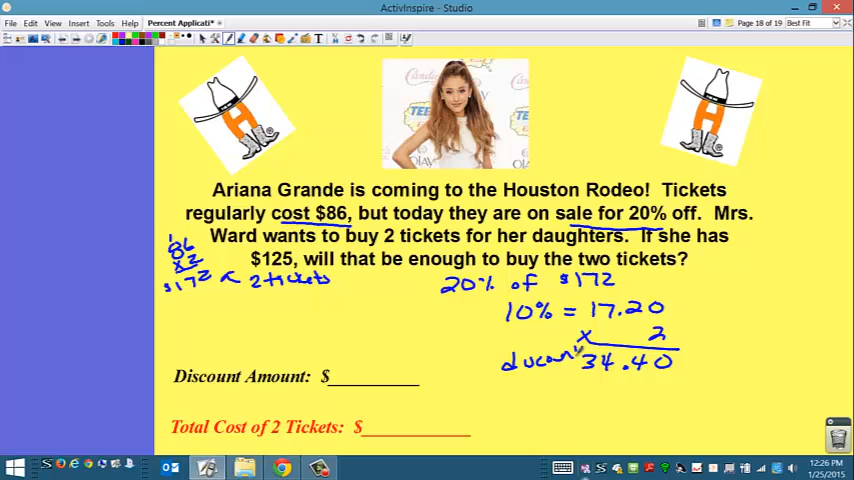 ActivInspire - Studio
File Edit View Insert Tools Help
Percent Applicati* Page 18 of 19 Best Fit
H
H
Ariana Grande is coming to the Houston Rodeo! Tickets
regularly cost $86, but today they are on sale for 20% off. Mrs.
Ward wants to buy 2 tickets for her daughters. If she has
$125, will that be enough to buy the two tickets?
1
86
x2
$172 < 2 tickets
20% of $172
10% = 17.20
x 2
34.40
Discount Amount: $__________
Total Cost of 2 Tickets: $____________
12:26 PM
1/25/2015